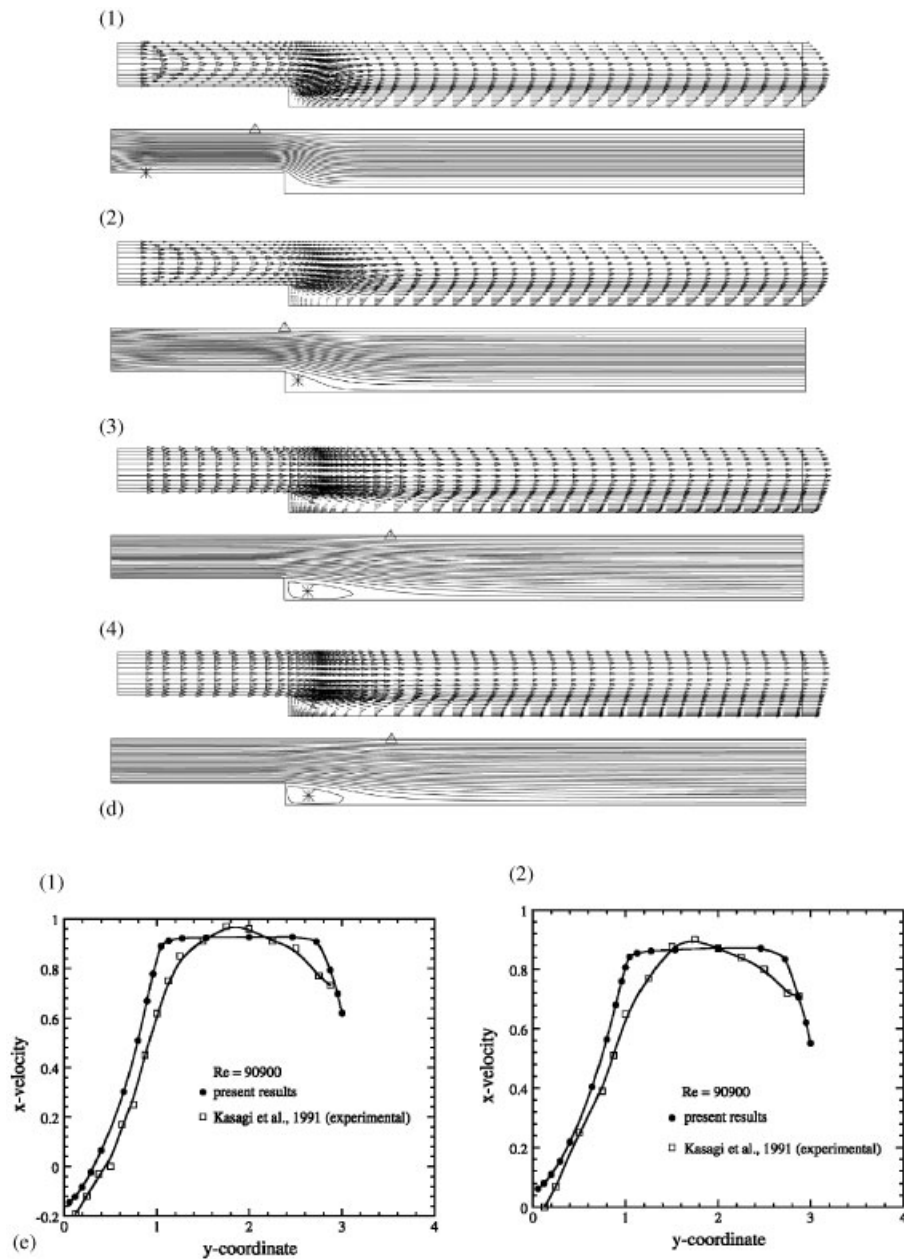 (1)
(2)
(3)
(4)
(d)
(1)
1
0.8
0.6
0.4
0.2
0
-0.2
x-velocity
Re = 90900
present results
Kasagi et al., 1991 (experimental)
0 1 2 3 4
y-coordinate
(2)
1
0.8
0.6
0.4
0.2
0
x-velocity
Re = 90900
present results
Kasagi et al., 1991 (experimental)
0 1 2 3 4
y-coordinate
(e)